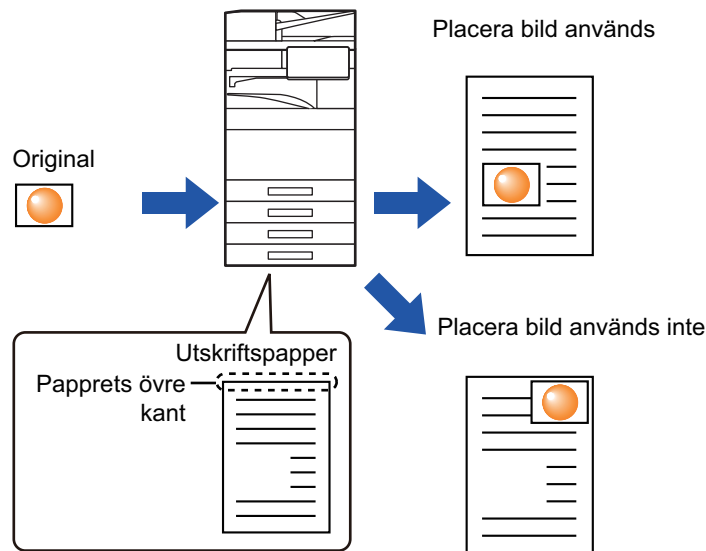 Placera bild används
Original
Placera bild används inte
Utskriftspapper
Papprets övre
kant